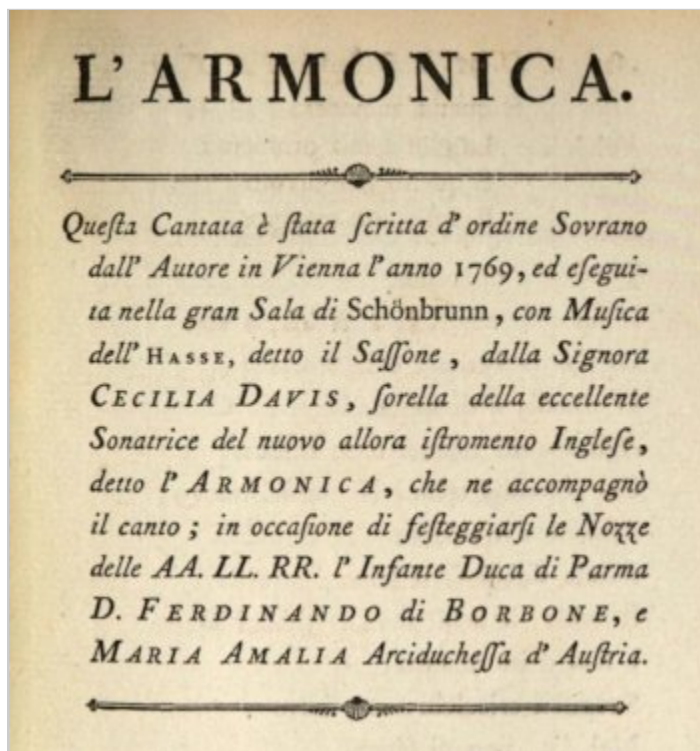 L' ARMONICA.
Queſta Cantata è ſtata ſcritta d' ordine Sovrano
dall' Autore in Vienna l' anno 1769, ed eſegui-
ta nella gran Sala di Schönbrunn, con Muſica
dell' HASSE, detto il Saſſone, dalla Signora
CECILIA DAVIS, ſorella della eccellente
Sonatrice del nuovo allora iſtromento Ingleſe,
detto l' ARMONICA, che ne accompagnò
il canto; in occaſione di feſteggiarſi le Nozze
delle AA. LL. RR. l' Infante Duca di Parma
D. FERDINANDO di BORBONE, e
MARIA AMALIA Arciducheſſa d' Auſtria.